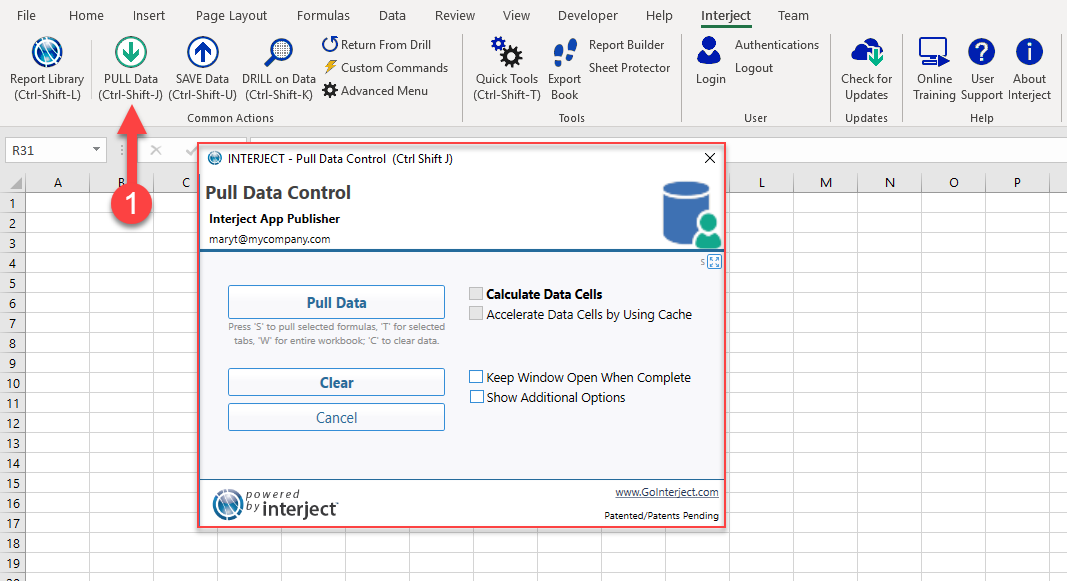 File Home Insert Page Layout Formulas Data Review View Developer Help Interject Team
Report Library
(Ctrl-Shift-L)
PULL Data
(Ctrl-Shift-J)
SAVE Data
(Ctrl-Shift-U)
DRILL on Data
(Ctrl-Shift-K)
Return From Drill
Custom Commands
Advanced Menu
Common Actions
Quick Tools
(Ctrl-Shift-T)
Export
Book
Report Builder
Sheet Protector
Tools
Login
Authentications
Logout
User
Check for
Updates
Updates
Online
Training
User
Support
About
Interject
Help
R31
A B C L M N O P
1
INTERJECT - Pull Data Control (Ctrl Shift J)
Pull Data Control
Interject App Publisher
maryt@mycompany.com
S
Pull Data
Press 'S' to pull selected formulas, 'T' for selected
tabs, 'W' for entire workbook; 'C' to clear data.
Clear
Cancel
Calculate Data Cells
Accelerate Data Cells by Using Cache
Keep Window Open When Complete
Show Additional Options
powered
by interject
www.GoInterject.com
Patented/Patents Pending
1
2
3
4
5
6
7
8
9
10
11
12
13
14
15
16
17
18
19